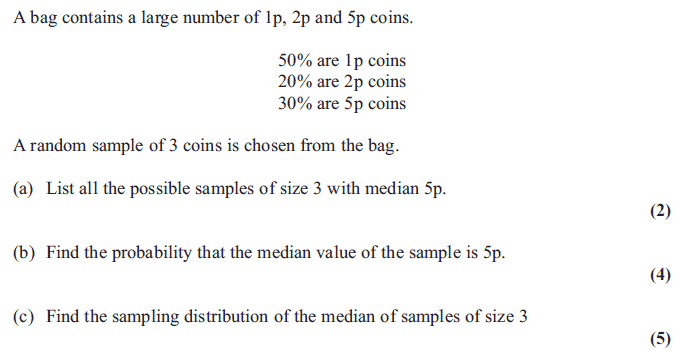 A bag contains a large number of 1p, 2p and 5p coins.
50% are 1p coins
20% are 2p coins
30% are 5p coins
A random sample of 3 coins is chosen from the bag.
(a) List all the possible samples of size 3 with median 5p.
(2)
(b) Find the probability that the median value of the sample is 5p.
(4)
(c) Find the sampling distribution of the median of samples of size 3
(5)